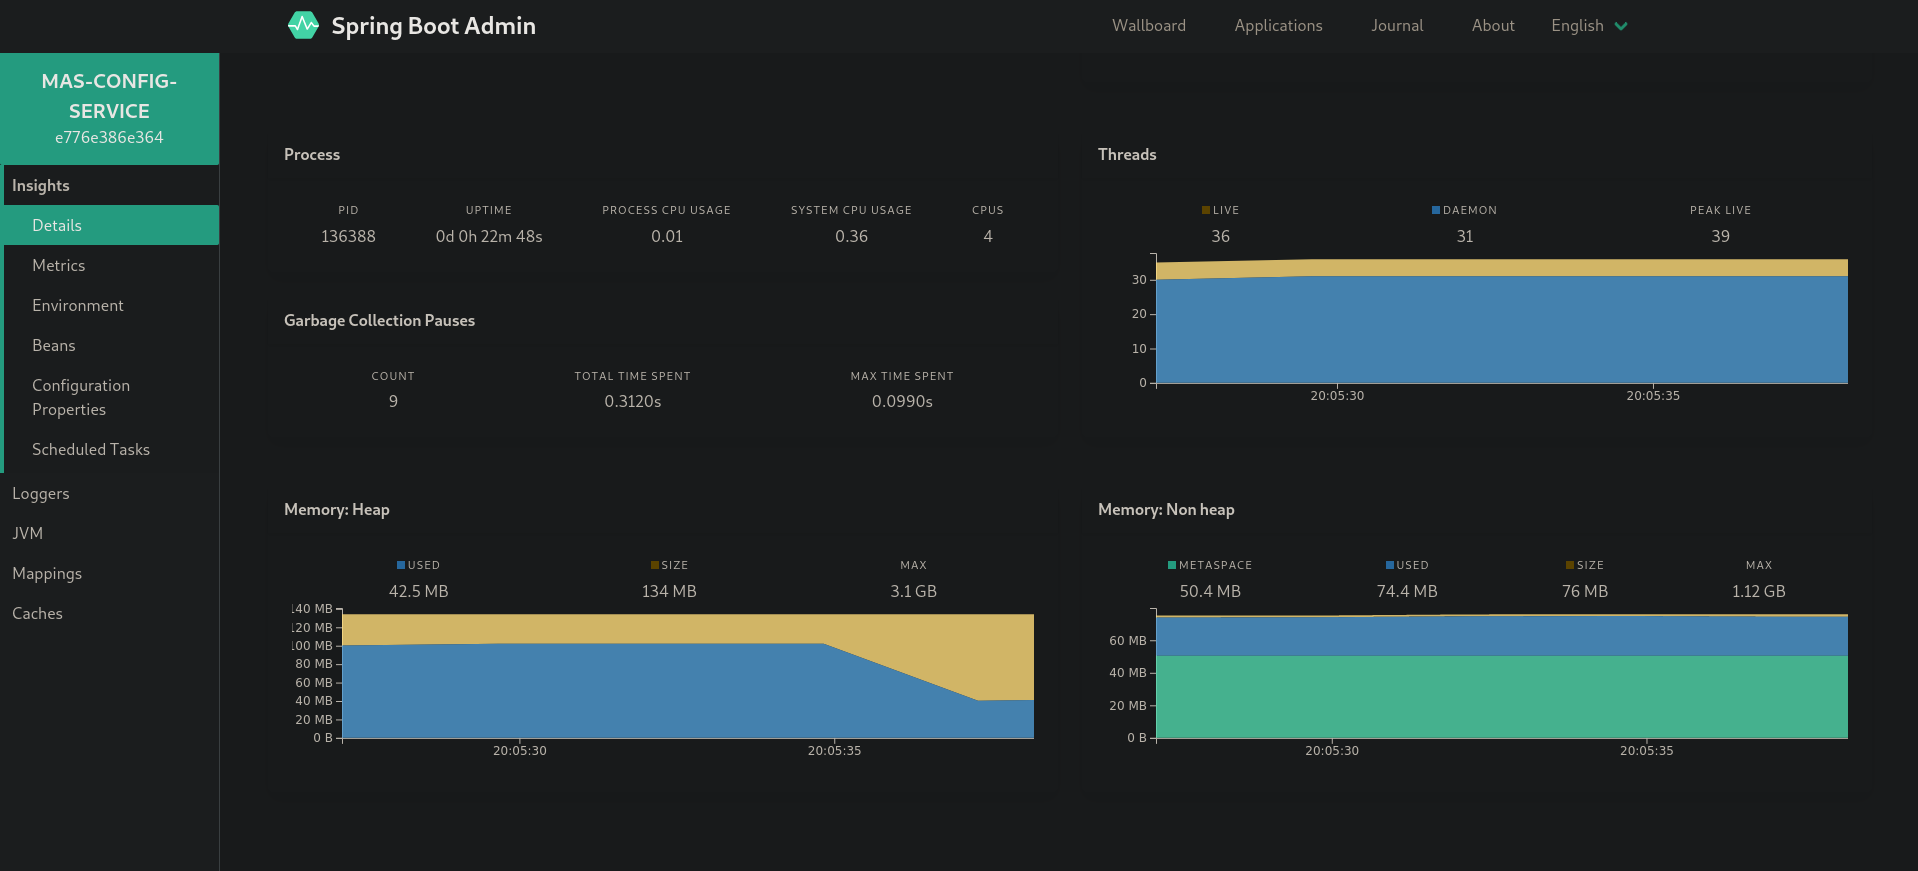 Spring Boot Admin
Wallboard
Applications
Journal
About
English
MAS-CONFIG-
SERVICE
e776e386e364
Insights
Details
Metrics
Environment
Beans
Configuration
Properties
Scheduled Tasks
Loggers
JVM
Mappings
Caches
Process
PID UPTIME PROCESS CPU USAGE SYSTEM CPU USAGE CPUS
136388 0d 0h 22m 48s 0.01 0.36 4
Garbage Collection Pauses
COUNT TOTAL TIME SPENT MAX TIME SPENT
9 0.3120s 0.0990s
Threads
LIVE DAEMON PEAK LIVE
36 31 39
30
20
10
0
20:05:30 20:05:35
Memory: Heap
USED SIZE MAX
42.5 MB 134 MB 3.1 GB
140 MB
120 MB
100 MB
80 MB
60 MB
40 MB
20 MB
0 B
20:05:30 20:05:35
Memory: Non heap
METASPACE USED SIZE MAX
50.4 MB 74.4 MB 76 MB 1.12 GB
60 MB
40 MB
20 MB
0 B
20:05:30 20:05:35